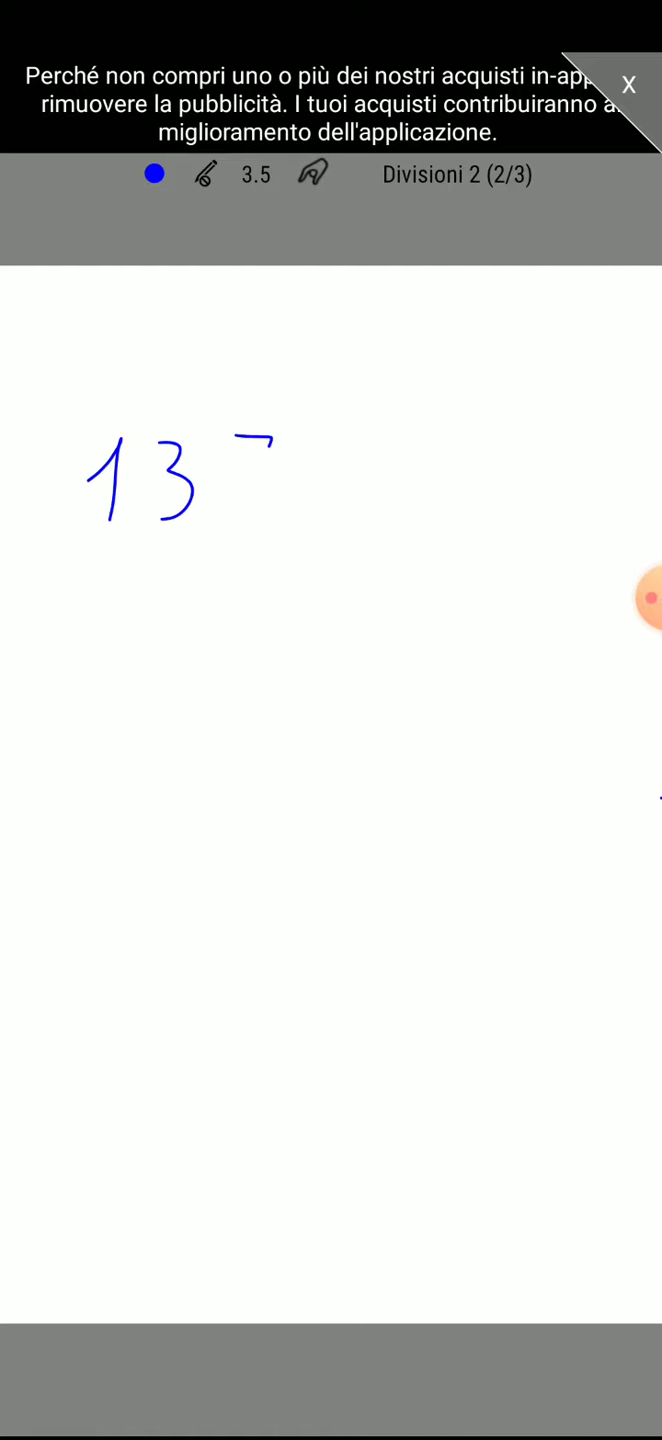 Perché non compri uno o più dei nostri acquisti in-app
rimuovere la pubblicità. I tuoi acquisti contribuiranno
miglioramento dell'applicazione.
X
3.5 Divisioni 2 (2/3)
13